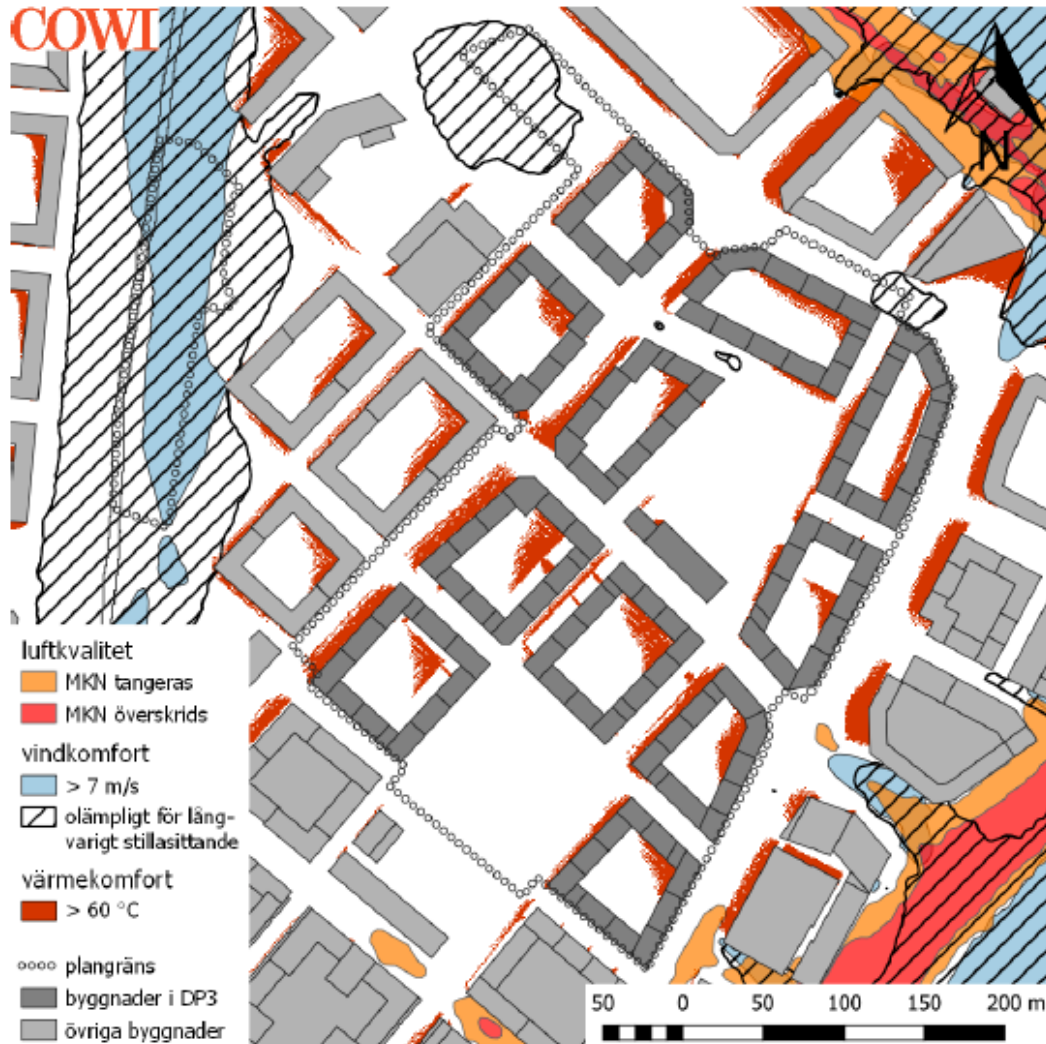 COWI
N
luftkvalitet
MKN tangeras
MKN överskrids
vindkomfort
> 7 m/s
olämpligt för lång-
varigt stillasittande
värmekomfort
> 60 °C
plangräns
byggnader i DP3
övriga byggnader
50 0 50 100 150 200 m